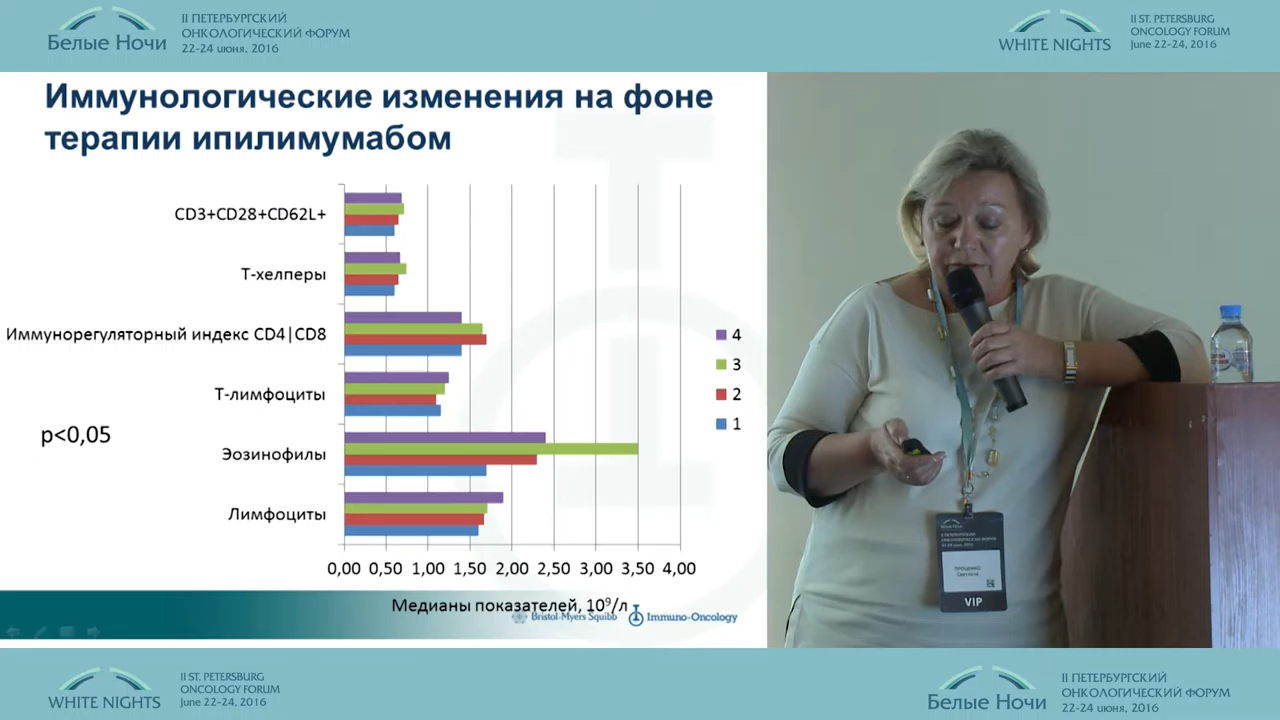 Белые Ночи
II ПЕТЕРБУРГСКИЙ
ОНКОЛОГИЧЕСКИЙ ФОРУМ
22-24 июня, 2016
WHITE NIGHTS
II ST. PETERSBURG
ONCOLOGY FORUM
June 22-24, 2016
Иммунологические изменения на фоне
терапии ипилимумабом
CD3+CD28+CD62L+
Т-хелперы
Иммунорегуляторный индекс CD4|CD8
Т-лимфоциты
Эозинофилы
Лимфоциты
p<0,05
4
3
2
1
0,00 0,50 1,00 1,50 2,00 2,50 3,00 3,50 4,00
Медианы показателей, 10⁹/л
Bristol-Myers Squibb
Immuno-Oncology
ПРОЦЕНКО
Светлана
VIP
WHITE NIGHTS
II ST. PETERSBURG
ONCOLOGY FORUM
June 22-24, 2016
Белые Ночи
II ПЕТЕРБУРГСКИЙ
ОНКОЛОГИЧЕСКИЙ ФОРУМ
22-24 июня, 2016